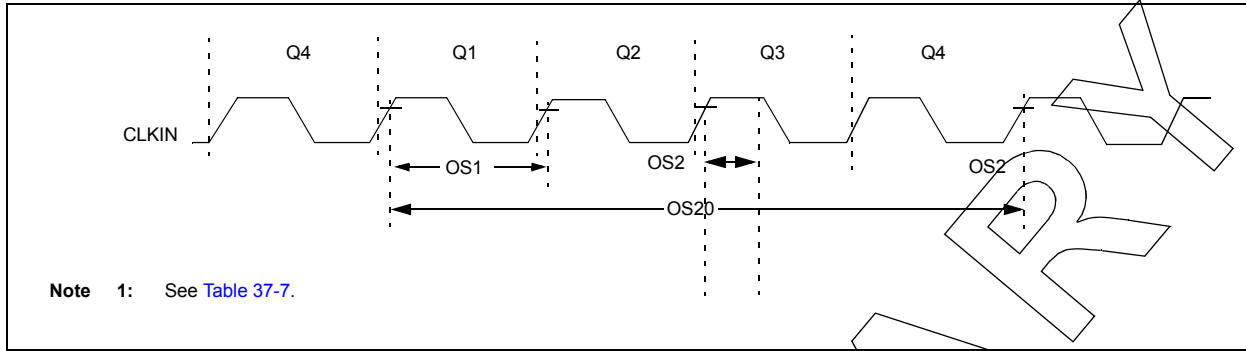 Q4 Q1 Q2 Q3 Q4
CLKIN
OS1 OS2 OS2
OS20
Note 1: See Table 37-7.
R Y